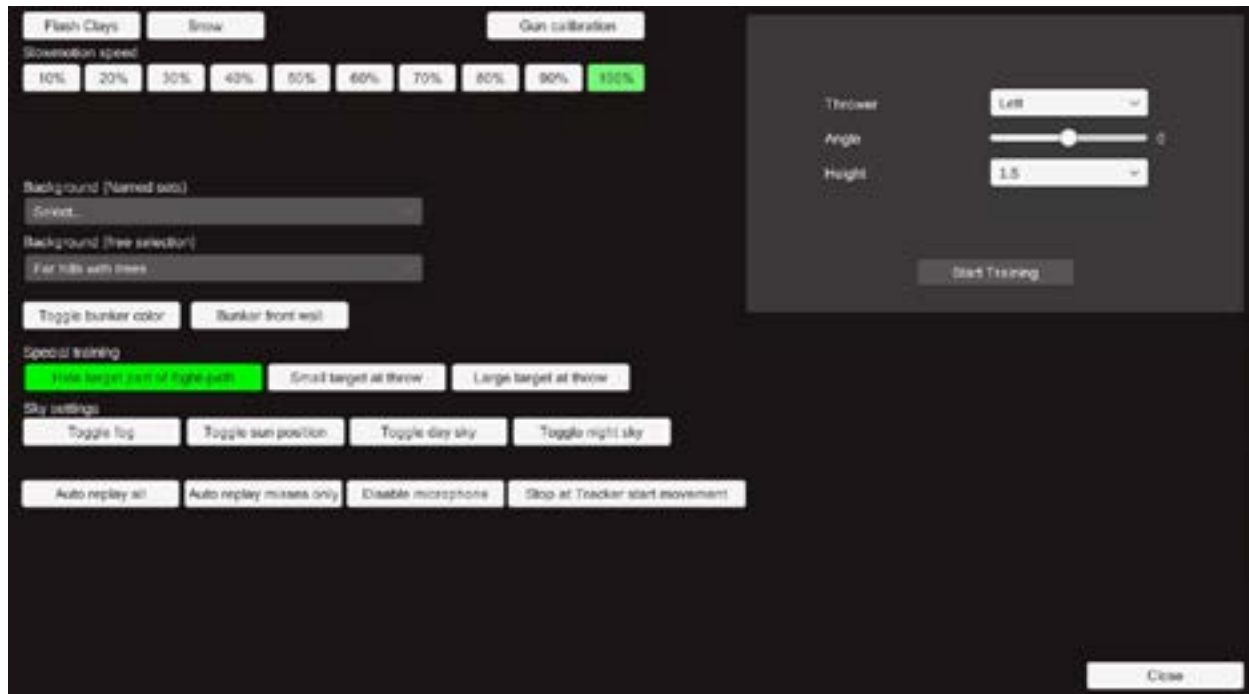 Flash Clays
Snow
Gun calibration
Slowmotion speed
10% 20% 30% 40% 50% 60% 70% 80% 90% 100%
Thrower Left
Angle 0
Height 1.5
Background (Named sets)
Select...
Background (free selection)
Far hills with trees
Start Training
Toggle bunker color
Bunker front wall
Special training
Hide target part of flight-path
Small target at throw
Large target at throw
Sky settings
Toggle fog
Toggle sun position
Toggle day sky
Toggle night sky
Auto replay all
Auto replay misses only
Disable microphone
Stop at Tracker start movement
Close